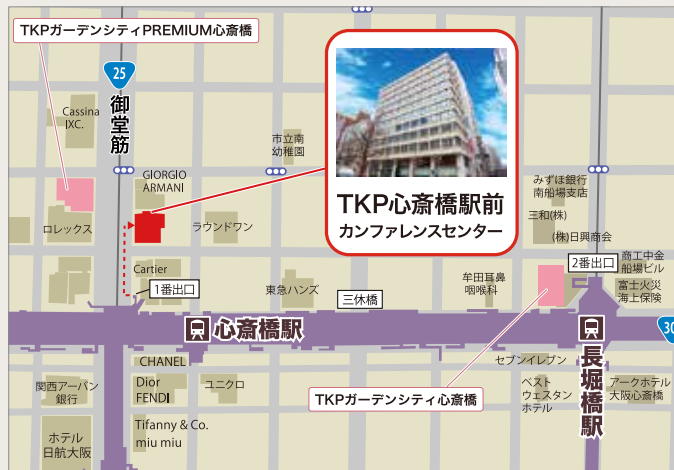 TKPガーデンシティPREMIUM心斎橋
25
御堂筋
Cassina
IXC.
市立南
幼稚園
GIORGIO
ARMANI
TKP心斎橋駅前
カンファレンスセンター
みずほ銀行
南船場支店
三和(株)
(株)日興商会
ロレックス
ラウンドワン
Cartier
1番出口
東急ハンズ
三休橋
牟田耳鼻
咽喉科
2番出口
商工中金
船場ビル
富士火災
海上保険
心斎橋駅
30
長堀橋駅
CHANEL
Dior
FENDI
ユニクロ
関西アーバン
銀行
TKPガーデンシティ心斎橋
セブンイレブン
ベスト
ウェスタン
ホテル
アークホテル
大阪心斎橋
Tiffany & Co.
miu miu
ホテル
日航大阪